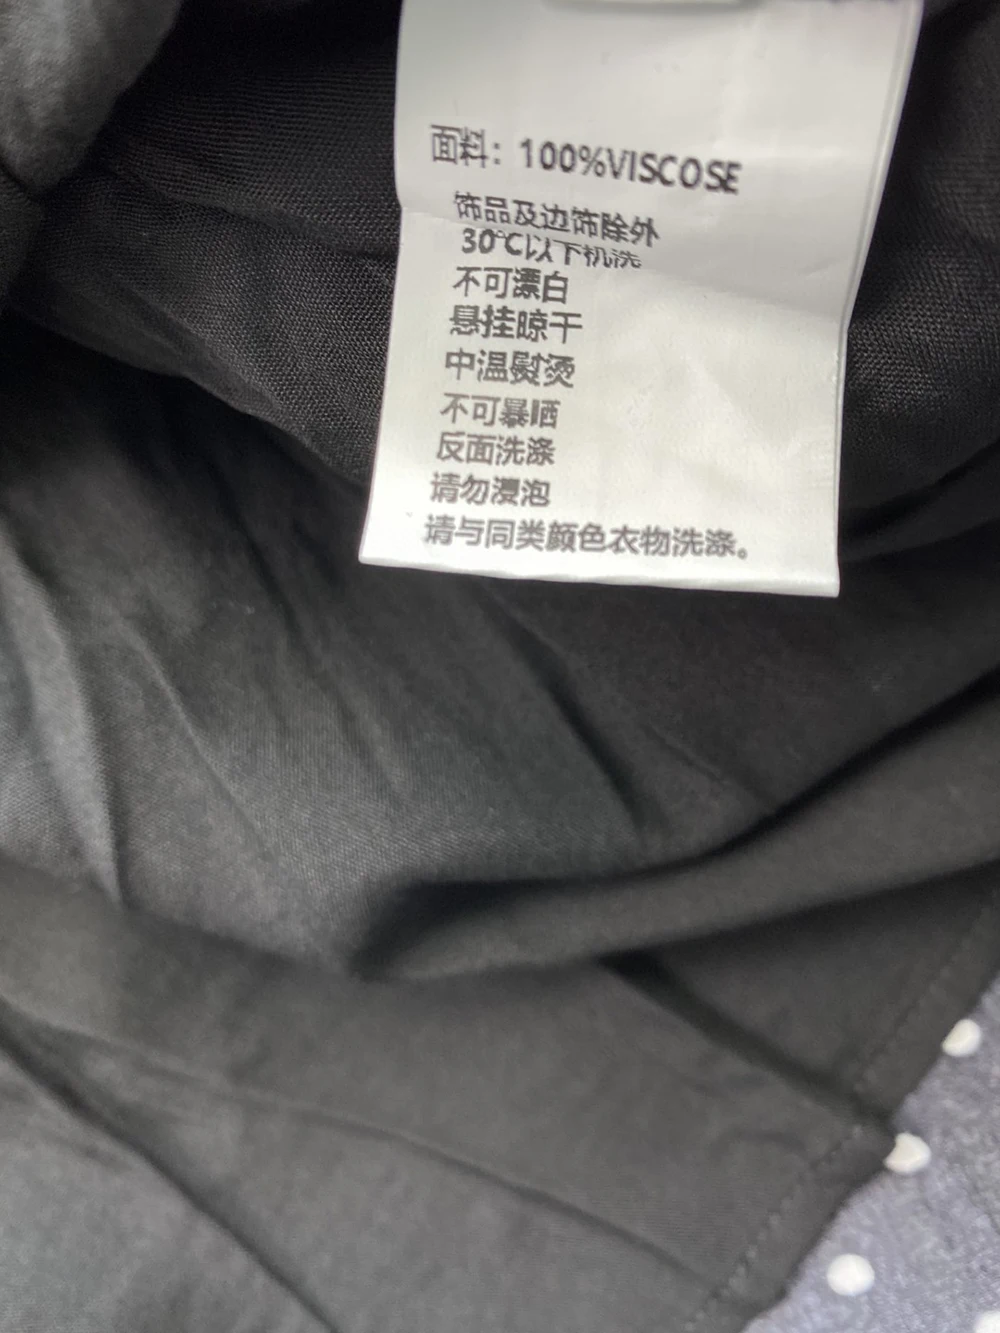 面料：100%VISCOSE
饰品及边饰除外
30℃以下机洗
不可漂白
悬挂晾干
中温熨烫
不可暴晒
反面洗涤
请勿浸泡
请与同类颜色衣物洗涤。